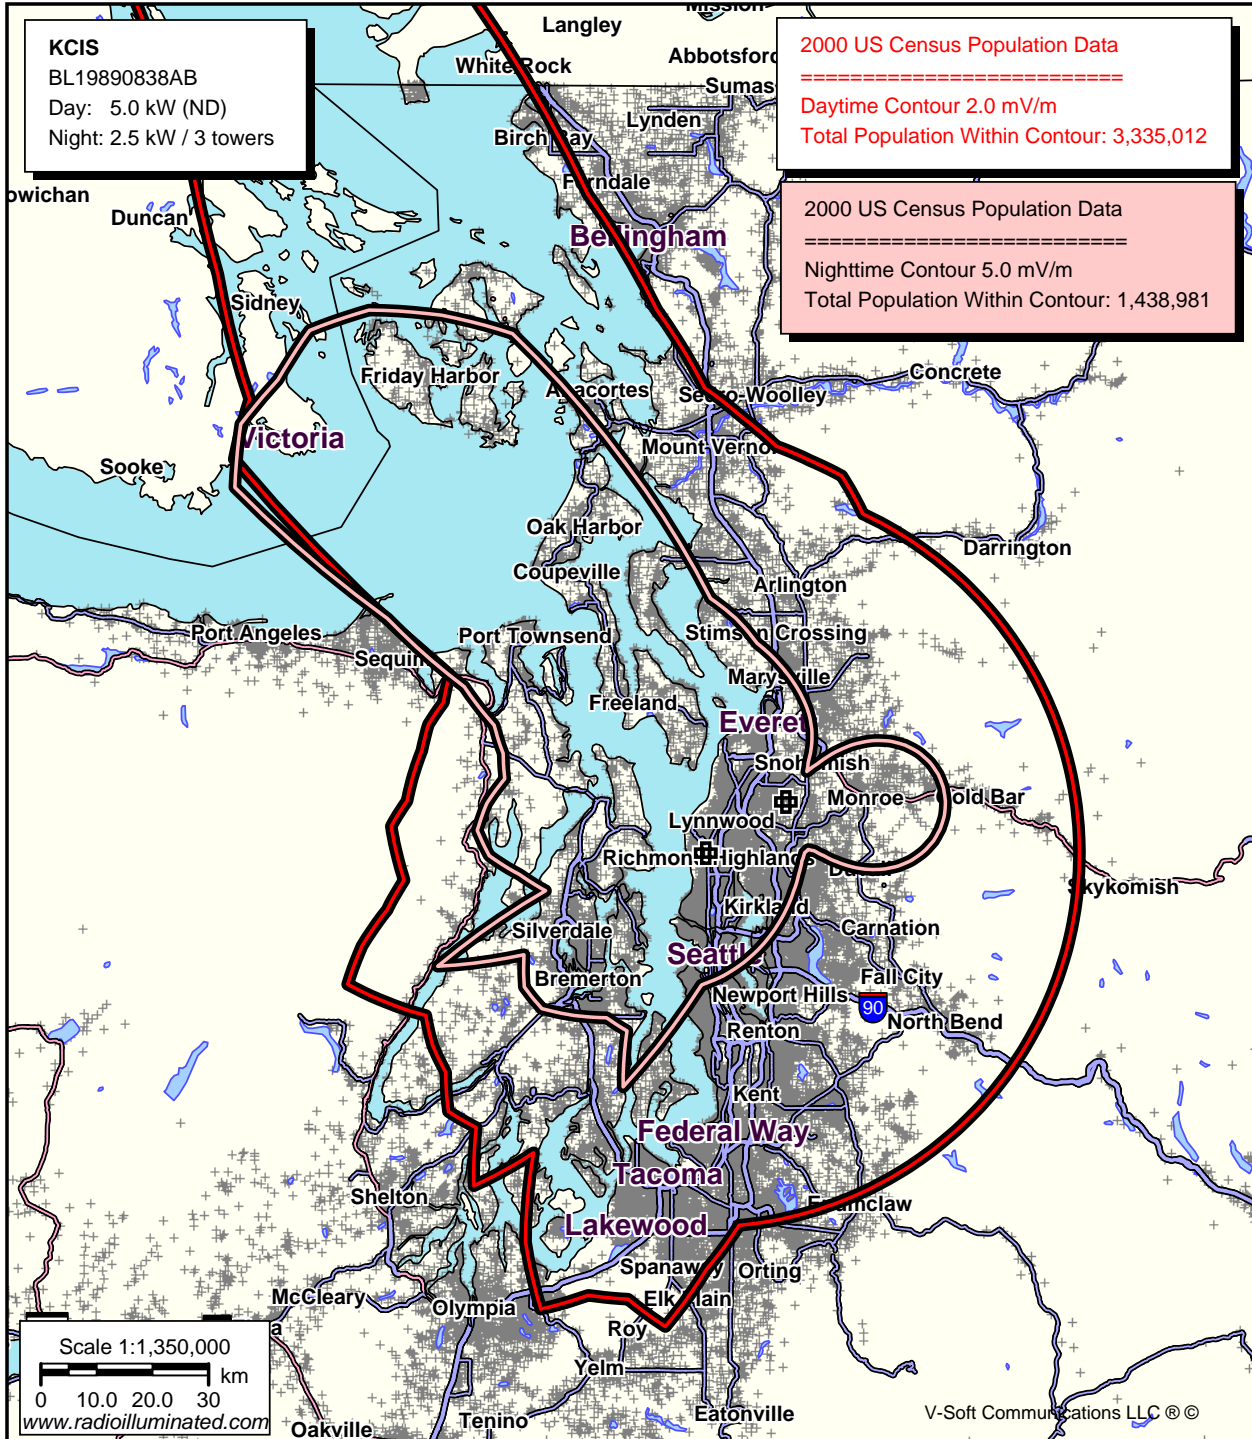 KCIS
BL19890838AB
Day: 5.0 kW (ND)
Night: 2.5 kW / 3 towers
2000 US Census Population Data
==========================
Daytime Contour 2.0 mV/m
Total Population Within Contour: 3,335,012
2000 US Census Population Data
==========================
Nighttime Contour 5.0 mV/m
Total Population Within Contour: 1,438,981
Mission
Langley
Abbotsford
White Rock
Sumas
Lynden
Birch Bay
Ferndale
owichan
Duncan
Bellingham
Sidney
Friday Harbor
Anacortes
Concrete
Sedro-Woolley
Victoria
Mount Vernon
Sooke
Oak Harbor
Darrington
Coupeville
Arlington
Port Angeles
Port Townsend
Stimson Crossing
Sequim
Marysville
Freeland
Everett
Snohomish
Monroe
Gold Bar
Lynnwood
Richmond Highlands
Duvall
Skykomish
Kirkland
Silverdale
Carnation
Seattle
Bremerton
Fall City
Newport Hills
90
North Bend
Renton
Kent
Federal Way
Tacoma
Shelton
Enumclaw
Lakewood
Spanaway
Orting
McCleary
Olympia
Elk Plain
Roy
a
Yelm
Tenino
Eatonville
Oakville
Scale 1:1,350,000
km
0 10.0 20.0 30
www.radioilluminated.com
V-Soft Communications LLC ® ©